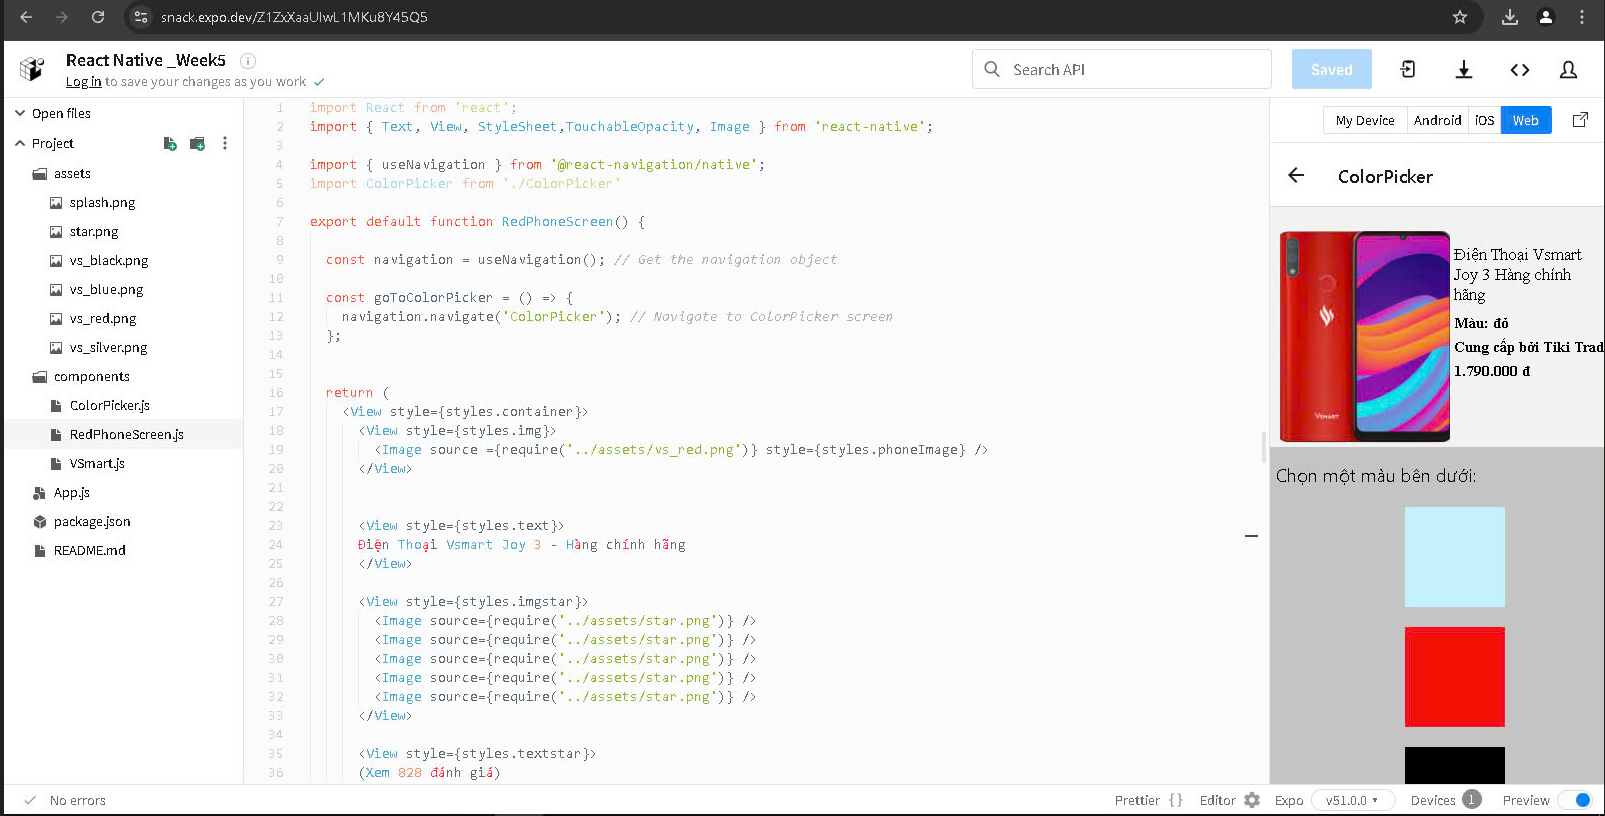 snack.expo.dev/Z1ZxXaaUIwL1MKu8Y45Q5
React Native _Week5
Log in to save your changes as you work
Search API
Saved
Open files
Project
assets
splash.png
star.png
vs_black.png
vs_blue.png
vs_red.png
vs_silver.png
components
ColorPicker.js
RedPhoneScreen.js
VSmart.js
App.js
package.json
README.md
1 import React from 'react';
2 import { Text, View, StyleSheet,TouchableOpacity, Image } from 'react-native';
3
4 import { useNavigation } from '@react-navigation/native';
5 import ColorPicker from './ColorPicker'
6
7 export default function RedPhoneScreen() {
8
9 const navigation = useNavigation(); // Get the navigation object
10
11 const goToColorPicker = () => {
12 navigation.navigate('ColorPicker'); // Navigate to ColorPicker screen
13 };
14
15
16 return (
17 <View style={styles.container}>
18 <View style={styles.img}>
19 <Image source ={require('../assets/vs_red.png')} style={styles.phoneImage} />
20 </View>
21
22
23 <View style={styles.text}>
24 Điện Thoại Vsmart Joy 3 - Hàng chính hãng
25 </View>
26
27 <View style={styles.imgstar}>
28 <Image source={require('../assets/star.png')} />
29 <Image source={require('../assets/star.png')} />
30 <Image source={require('../assets/star.png')} />
31 <Image source={require('../assets/star.png')} />
32 <Image source={require('../assets/star.png')} />
33 </View>
34
35 <View style={styles.textstar}>
36 (Xem 828 đánh giá)
My Device Android iOS Web
ColorPicker
VSMART
Điện Thoại Vsmart
Joy 3 Hàng chính
hãng
Màu: đỏ
Cung cấp bởi Tiki Trad
1.790.000 đ
Chọn một màu bên dưới:
No errors
Prettier {} Editor Expo v51.0.0 Devices 1 Preview